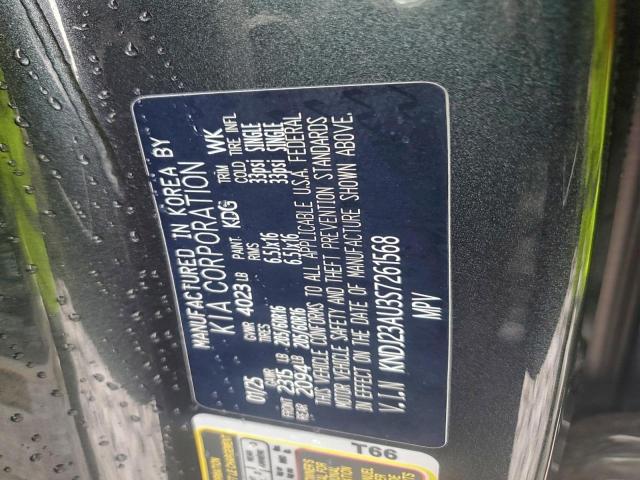 MANUFACTURED IN KOREA BY
KIA CORPORATION
01/25 GVWR 4023 LB PAINT KDG TRIM WK
GAWR TIRES RIMS COLD TIRE INFL
FRONT 2315 LB 205/60R16 6.5Jx16 33psi SINGLE
REAR 2094 LB 205/60R16 6.5Jx16 33psi SINGLE
THIS VEHICLE CONFORMS TO ALL APPLICABLE U.S.A. FEDERAL
MOTOR VEHICLE SAFETY AND THEFT PREVENTION STANDARDS
IN EFFECT ON THE DATE OF MANUFACTURE SHOWN ABOVE.
V.I.N KNDJ23AU3S7261568
MPV
T66